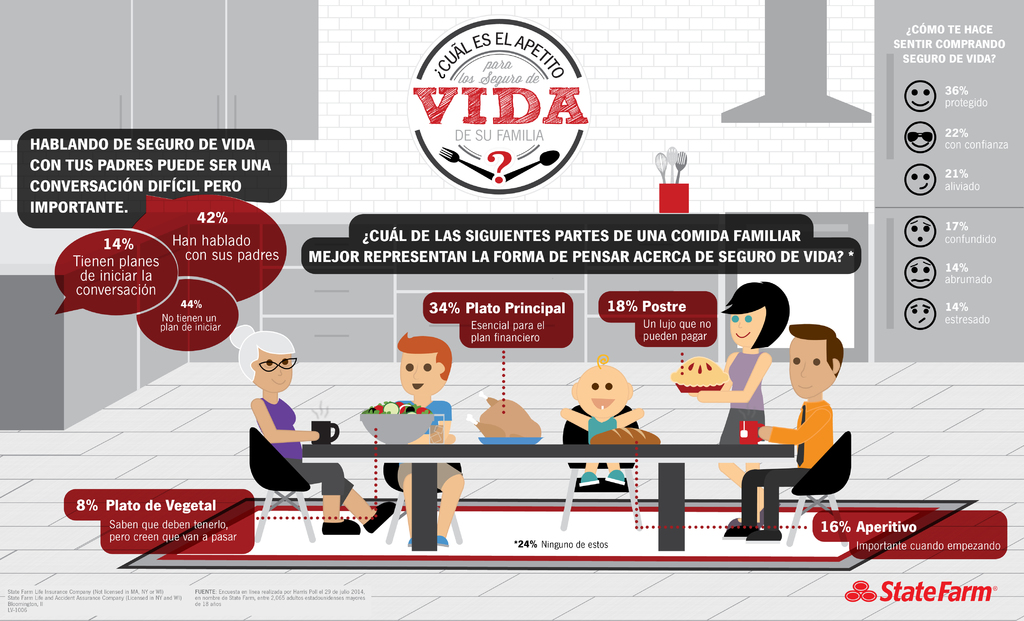 ¿CUÁL ES EL APETITO
para
los Seguro de
VIDA
DE SU FAMILIA
?
¿CÓMO TE HACE
SENTIR COMPRANDO
SEGURO DE VIDA?
36%
protegido
22%
con confianza
21%
aliviado
17%
confundido
14%
abrumado
14%
estresado
HABLANDO DE SEGURO DE VIDA
CON TUS PADRES PUEDE SER UNA
CONVERSACIÓN DIFÍCIL PERO
IMPORTANTE.
42%
Han hablado
con sus padres
14%
Tienen planes
de iniciar la
conversación
44%
No tienen un
plan de iniciar
¿CUÁL DE LAS SIGUIENTES PARTES DE UNA COMIDA FAMILIAR
MEJOR REPRESENTAN LA FORMA DE PENSAR ACERCA DE SEGURO DE VIDA? *
34% Plato Principal
Esencial para el
plan financiero
18% Postre
Un lujo que no
pueden pagar
8% Plato de Vegetal
Saben que deben tenerlo,
pero creen que van a pasar
16% Aperitivo
Importante cuando empezando
*24% Ninguno de estos
State Farm Life Insurance Company (Not licensed in MA, NY or WI)
State Farm Life and Accident Assurance Company (Licensed in NY and WI)
Bloomington, IL
LV-1026
FUENTE: Encuesta en línea realizada por Harris Poll el 29 de julio 2014,
en nombre de State Farm, entre 2,065 adultos estadounidenses mayores
de 18 años
StateFarm®